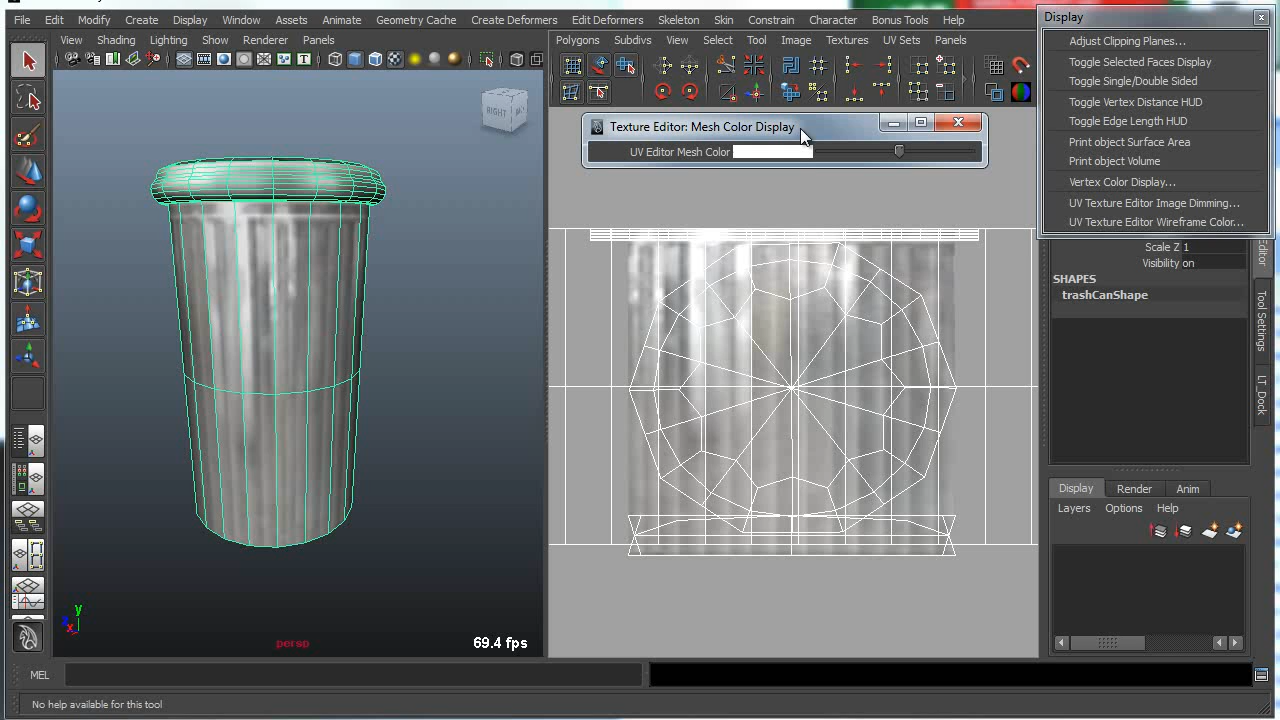 File Edit Modify Create Display Window Assets Animate Geometry Cache Create Deformers Edit Deformers Skeleton Skin Constrain Character Bonus Tools Help
Display
View Shading Lighting Show Renderer Panels
Polygons Subdivs View Select Tool Image Textures UV Sets Panels
Adjust Clipping Planes...
Toggle Selected Faces Display
Toggle Single/Double Sided
Toggle Vertex Distance HUD
Toggle Edge Length HUD
Print object Surface Area
Print object Volume
Vertex Color Display...
UV Texture Editor Image Dimming...
UV Texture Editor Wireframe Color...
RIGHT
Texture Editor: Mesh Color Display
UV Editor Mesh Color
Scale Z 1
Visibility on
SHAPES
trashCanShape
Editor
Tool Settings
LT_Dock
Display Render Anim
Layers Options Help
y
x
persp
69.4 fps
MEL
No help available for this tool